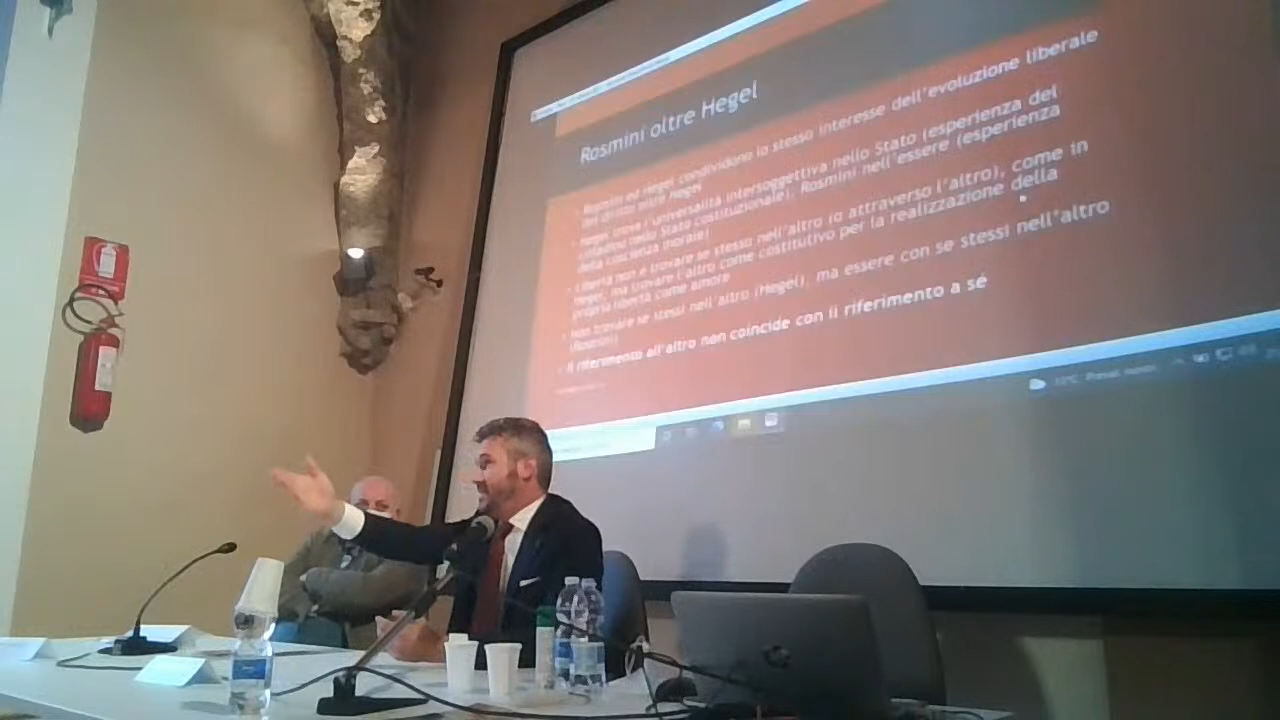 Rosmini oltre Hegel
Rosmini ed Hegel condividono lo stesso interesse dell'evoluzione liberale
del diritto oltre Hegel
Hegel trova l'universalità intersoggettiva nello Stato (esperienza del
cittadino nello Stato costituzionale), Rosmini nell'essere (esperienza
della coscienza morale)
Libertà non è trovare se stesso nell'altro (o attraverso l'altro), come in
Hegel, ma trovare l'altro come costitutivo per la realizzazione della
propria libertà come amore
Non trovare se stessi nell'altro (Hegel), ma essere con se stessi nell'altro
(Rosmini)
Il riferimento all'altro non coincide con il riferimento a sé